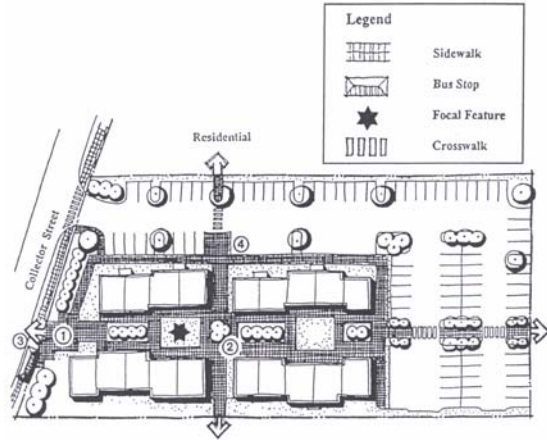 Legend
Sidewalk
Bus Stop
Focal Feature
Crosswalk
Residential
Collector Street
4
3
1
2